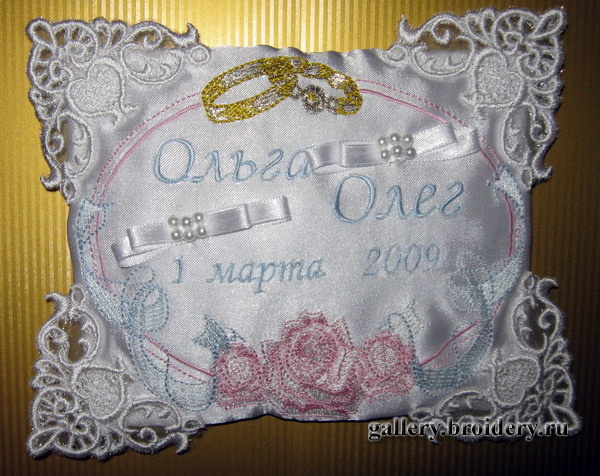 Ольга
Олег
1 марта 2009
gallery.broidery.ru